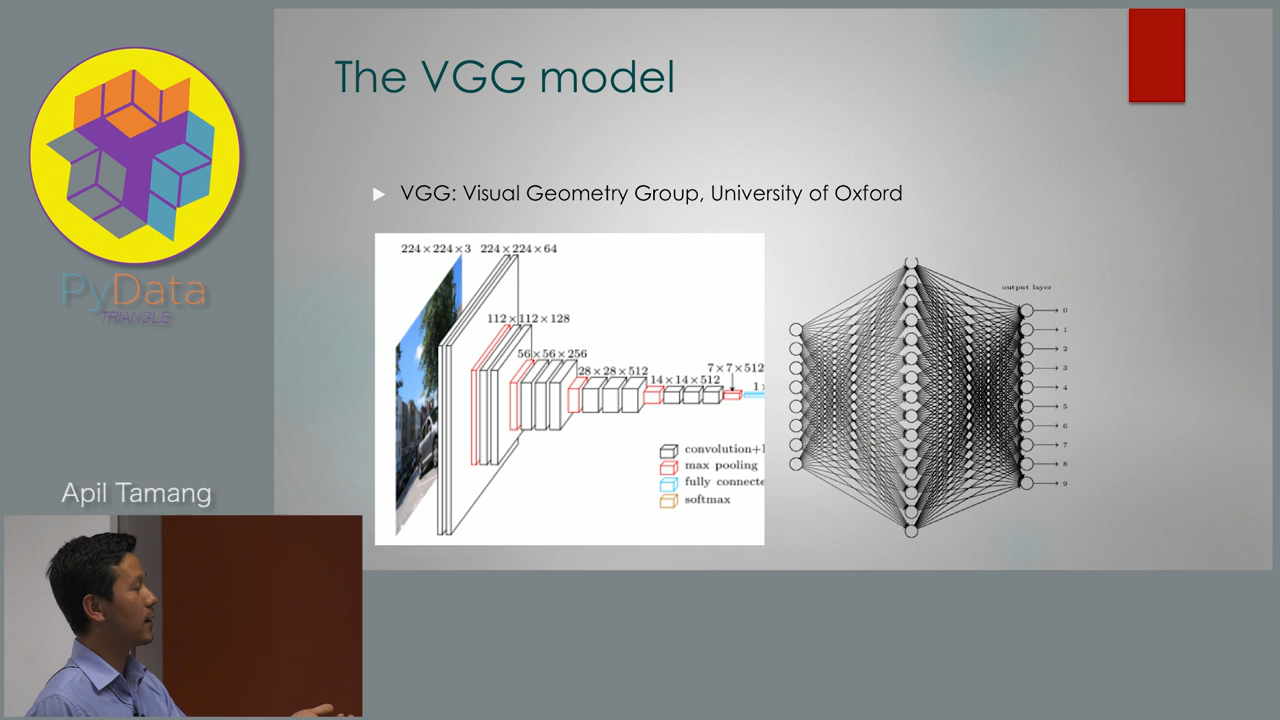 The VGG model
VGG: Visual Geometry Group, University of Oxford
224×224×3 224×224×64
112×112×128
56×56×256
28×28×512
14×14×512
7×7×512
1×
convolution+
max pooling
fully connecte
softmax
output layer
0
1
2
3
4
5
6
7
8
9
PyData
TRIANGLE
Apil Tamang